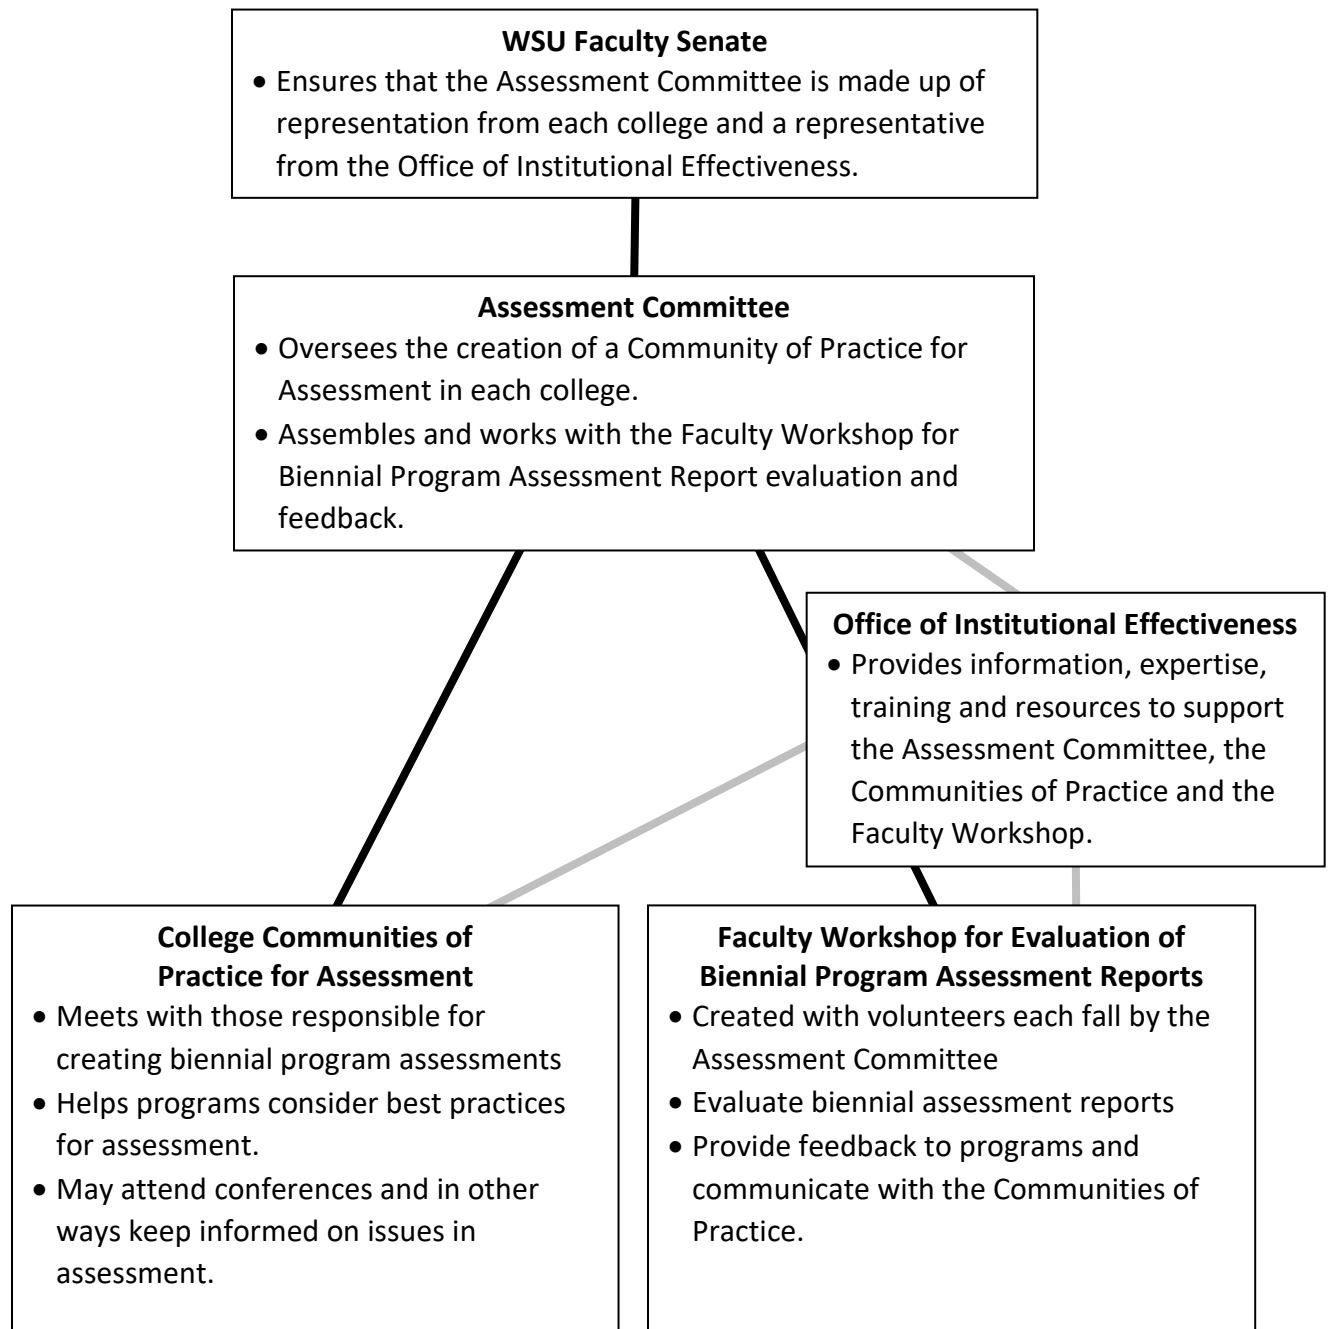 WSU Faculty Senate
• Ensures that the Assessment Committee is made up of
representation from each college and a representative
from the Office of Institutional Effectiveness.
Assessment Committee
• Oversees the creation of a Community of Practice for
Assessment in each college.
• Assembles and works with the Faculty Workshop for
Biennial Program Assessment Report evaluation and
feedback.
Office of Institutional Effectiveness
• Provides information, expertise,
training and resources to support
the Assessment Committee, the
Communities of Practice and the
Faculty Workshop.
College Communities of
Practice for Assessment
• Meets with those responsible for
creating biennial program assessments
• Helps programs consider best practices
for assessment.
• May attend conferences and in other
ways keep informed on issues in
assessment.
Faculty Workshop for Evaluation of
Biennial Program Assessment Reports
• Created with volunteers each fall by the
Assessment Committee
• Evaluate biennial assessment reports
• Provide feedback to programs and
communicate with the Communities of
Practice.